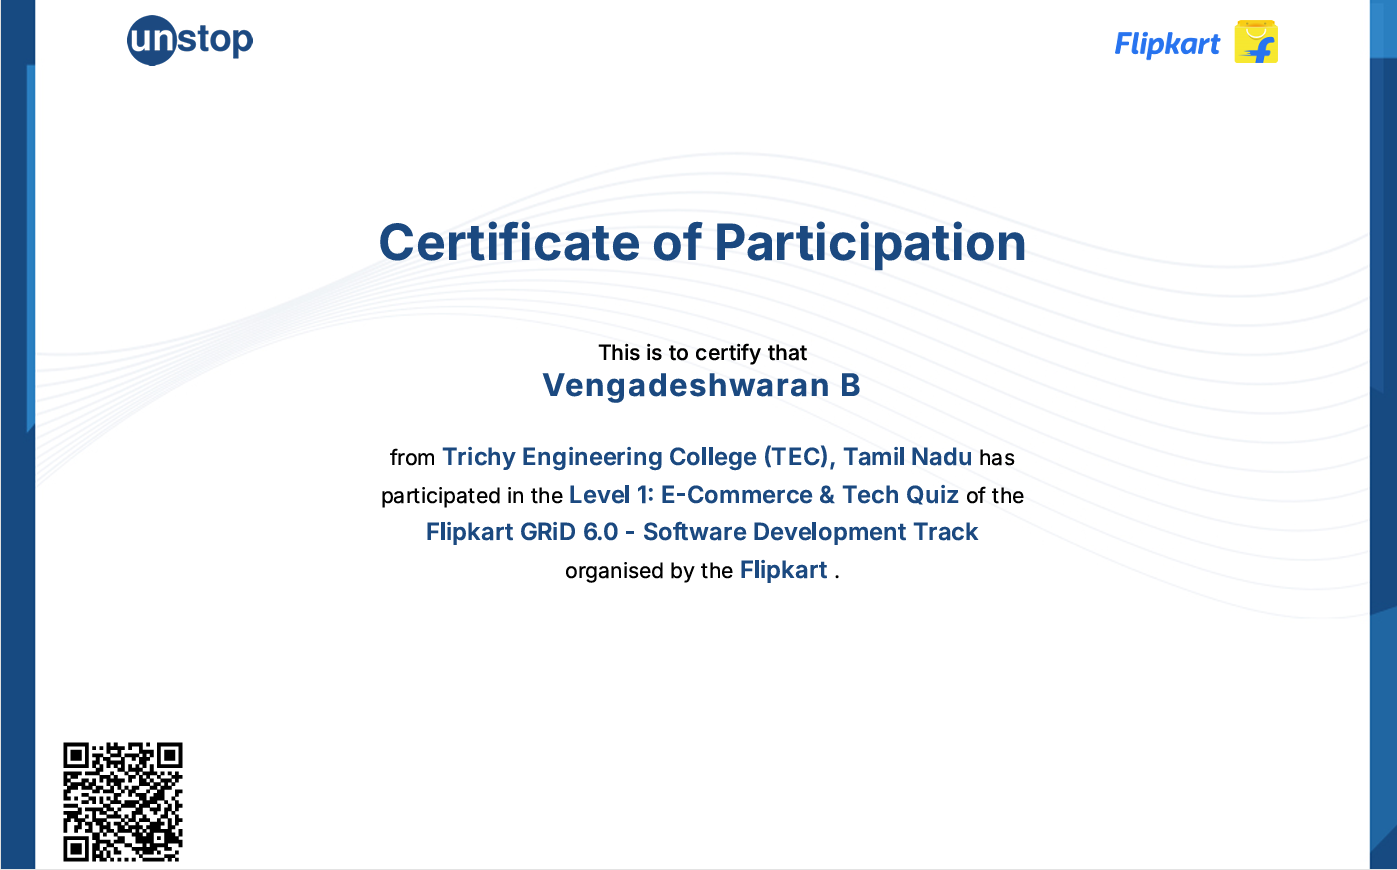 unstop
Flipkart
Certificate of Participation
This is to certify that
Vengadeshwaran B
from Trichy Engineering College (TEC), Tamil Nadu has
participated in the Level 1: E-Commerce & Tech Quiz of the
Flipkart GRiD 6.0 - Software Development Track
organised by the Flipkart .